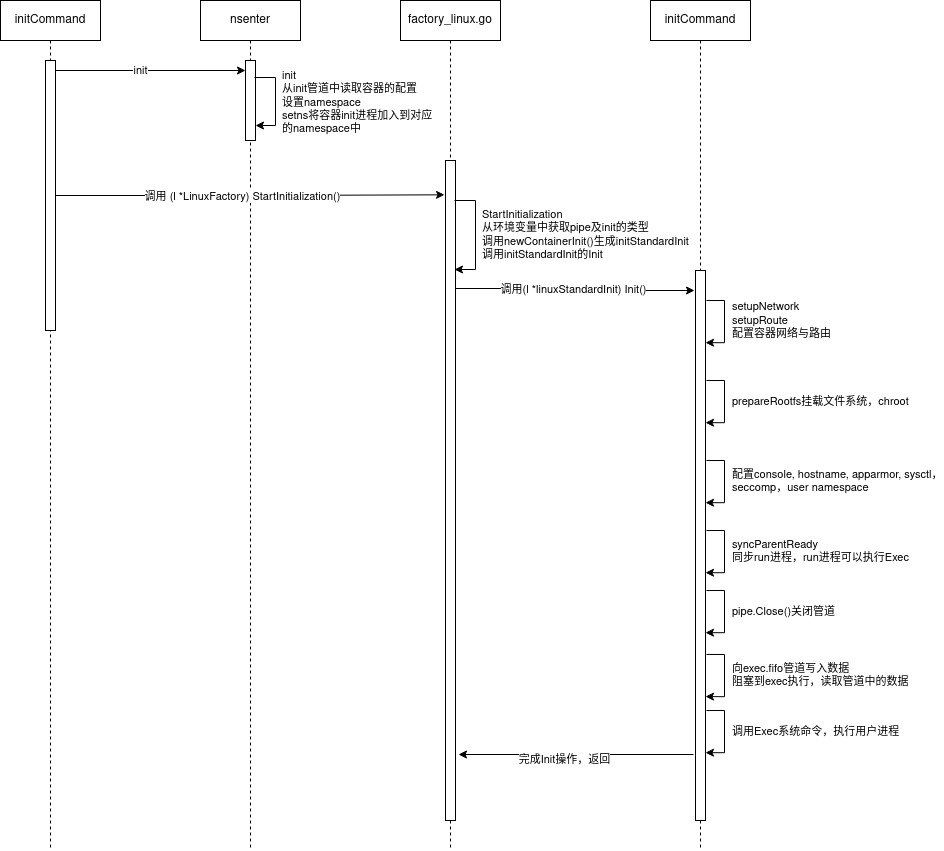 initCommand
nsenter
factory_linux.go
initCommand
init
init
从init管道中读取容器的配置
设置namespace
setns将容器init进程加入到对应
的namespace中
调用 (l *LinuxFactory) StartInitialization()
StartInitialization
从环境变量中获取pipe及init的类型
调用newContainerInit()生成initStandardInit
调用initStandardInit的Init
调用(l *linuxStandardInit) Init()
setupNetwork
setupRoute
配置容器网络与路由
prepareRootfs挂载文件系统，chroot
配置console, hostname, apparmor, sysctl，
seccomp，user namespace
syncParentReady
同步run进程，run进程可以执行Exec
pipe.Close()关闭管道
向exec.fifo管道写入数据
阻塞到exec执行，读取管道中的数据
调用Exec系统命令，执行用户进程
完成Init操作，返回